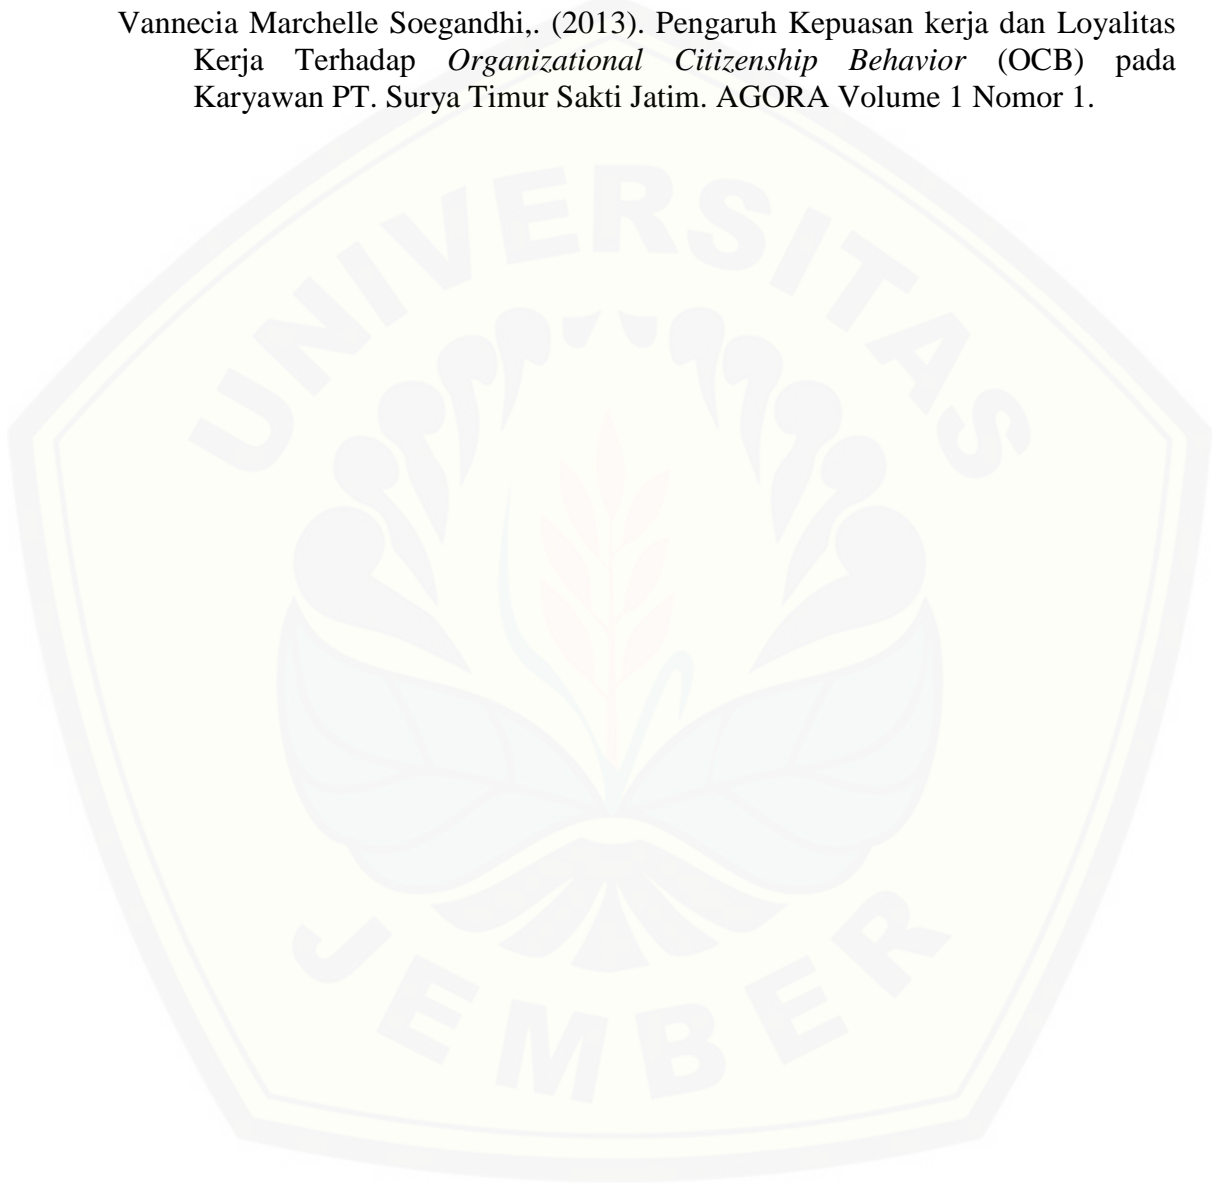 Vannecia Marchelle Soegandhi,. (2013). Pengaruh Kepuasan kerja dan Loyalitas
Kerja Terhadap Organizational Citizenship Behavior (OCB) pada
Karyawan PT. Surya Timur Sakti Jatim. AGORA Volume 1 Nomor 1.
UNIVERSITAS
JEMBER